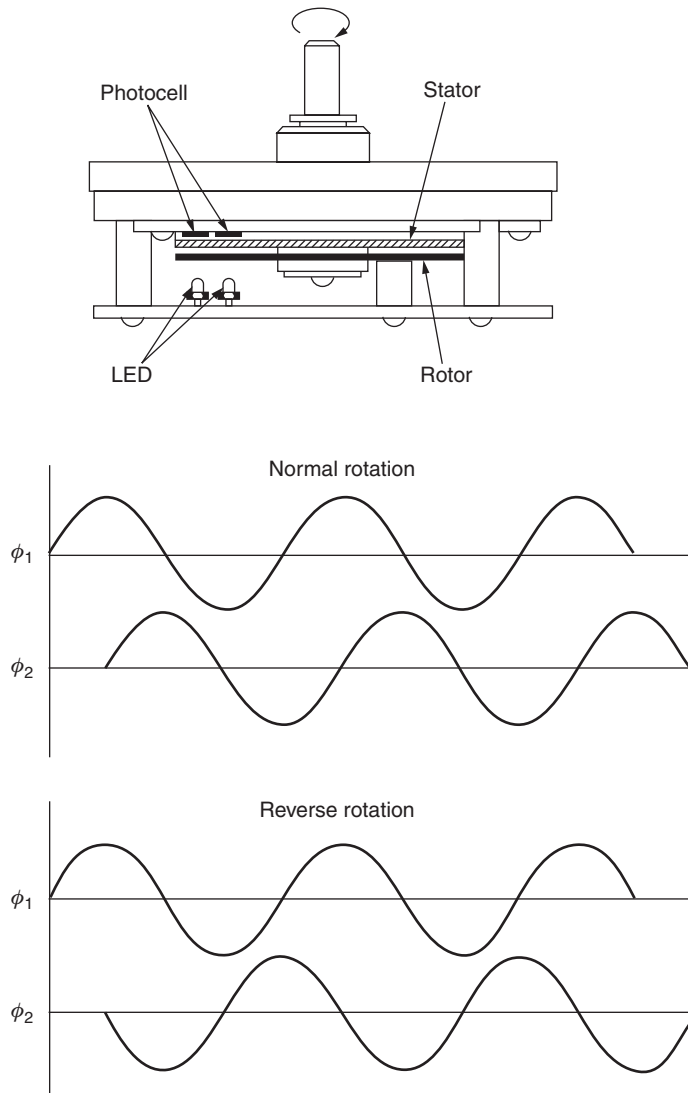 Photocell
Stator
LED
Rotor
Normal rotation
ϕ1
ϕ2
Reverse rotation
ϕ1
ϕ2